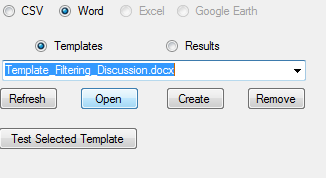 CSV Word Excel Google Earth
Templates Results
Template_Filtering_Discussion.docx
Refresh Open Create Remove
Test Selected Template